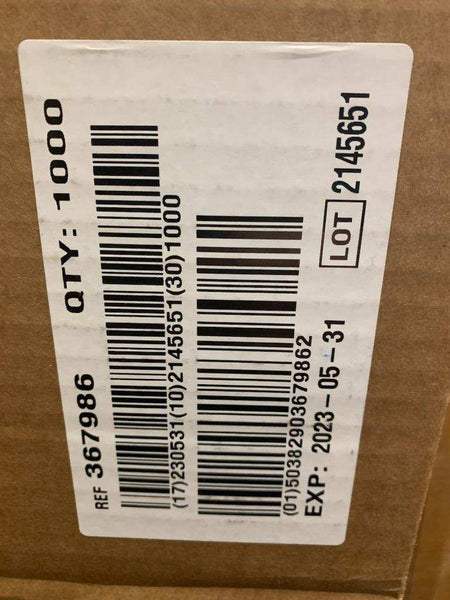 REF 367986 QTY: 1000
(17)230531(10)2145651(30)1000
(01)50382903679862
EXP: 2023-05-31 LOT 2145651